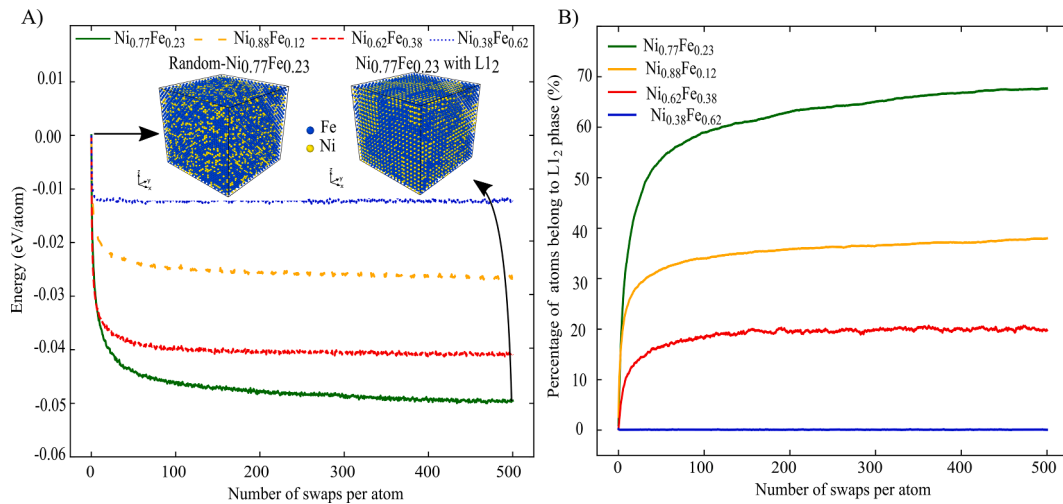 A)
Ni0.77Fe0.23 Ni0.88Fe0.12 Ni0.62Fe0.38 Ni0.38Fe0.62
Random-Ni0.77Fe0.23
Ni0.77Fe0.23 with L12
Fe
Ni
z
y
x
z
y
x
Energy (eV/atom)
0.01
0.00
-0.01
-0.02
-0.03
-0.04
-0.05
-0.06
0 100 200 300 400 500
Number of swaps per atom
B)
Ni0.77Fe0.23
Ni0.88Fe0.12
Ni0.62Fe0.38
Ni0.38Fe0.62
Percentage of atoms belong to L12 phase (%)
70
60
50
40
30
20
10
0
0 100 200 300 400 500
Number of swaps per atom